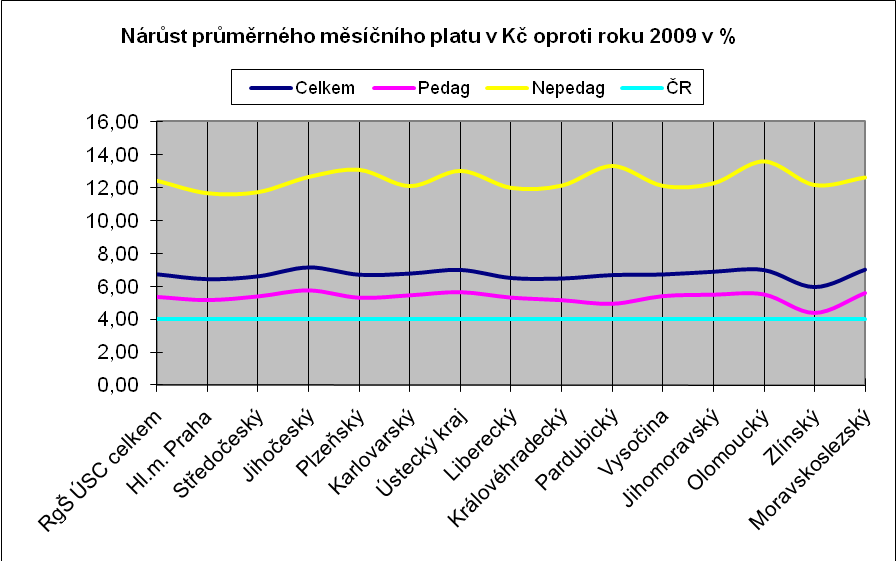 Nárůst průměrného měsíčního platu v Kč oproti roku 2009 v %
Celkem Pedag Nepedag ČR
16,00
14,00
12,00
10,00
8,00
6,00
4,00
2,00
0,00
RgŠ ÚSC celkem
Hl.m. Praha
Středočeský
Jihočeský
Plzeňský
Karlovarský
Ústecký kraj
Liberecký
Královéhradecký
Pardubický
Vysočina
Jihomoravský
Olomoucký
Zlínský
Moravskoslezský